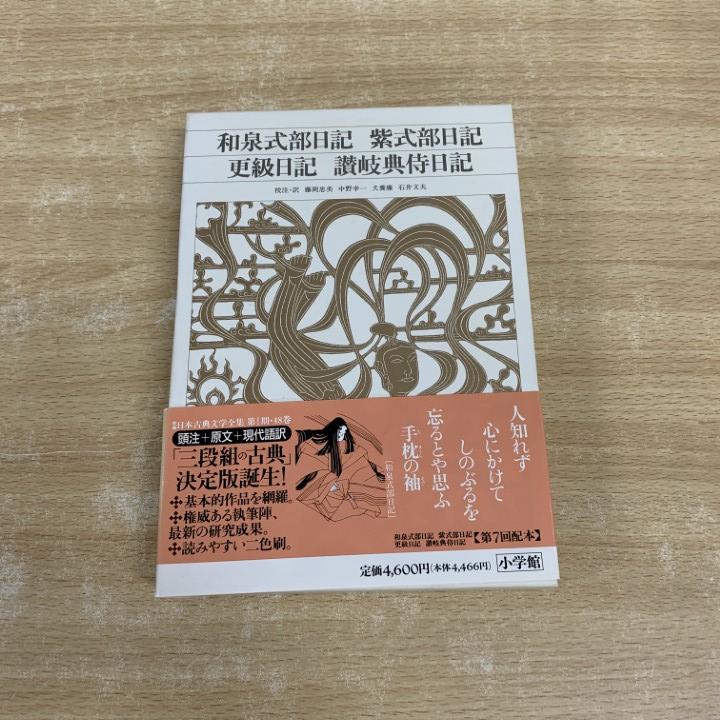 和泉式部日記 紫式部日記
更級日記 讃岐典侍日記
校注・訳 藤岡忠美 中野幸一 犬養廉 石井文夫
日本古典文学全集 第Ⅰ期・48巻
頭注+原文+現代語訳
「三段組の古典」
決定版誕生!
基本的作品を網羅。
権威ある執筆陣、
最新の研究成果。
読みやすい二色刷。
人知れず
心にかけて
しのぶるを
忘るとや思ふ
手枕の袖
[和泉式部日記]
和泉式部日記 紫式部日記
更級日記 讃岐典侍日記
【第7回配本】
定価4,600円(本体4,466円)
小学館